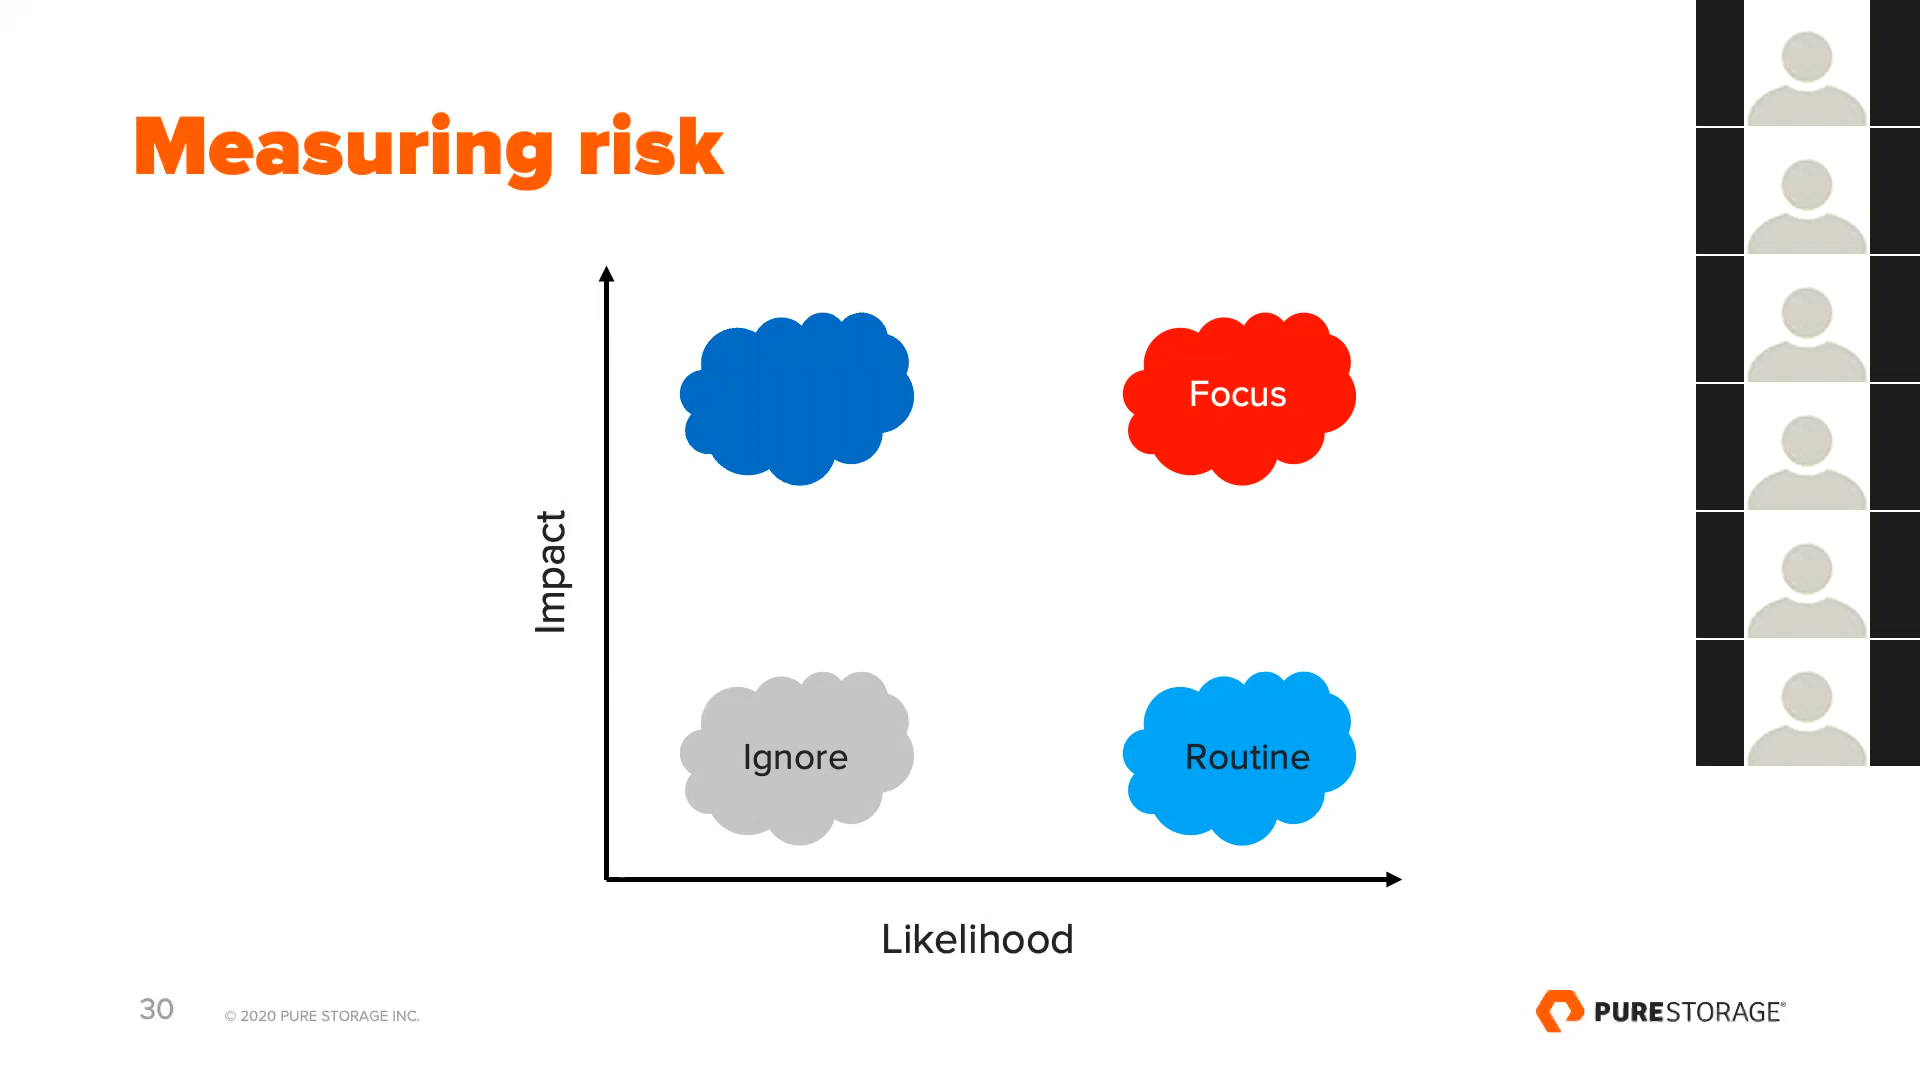 Measuring risk
Focus
Impact
Ignore
Routine
Likelihood
30
© 2020 PURE STORAGE INC.
PURESTORAGE®